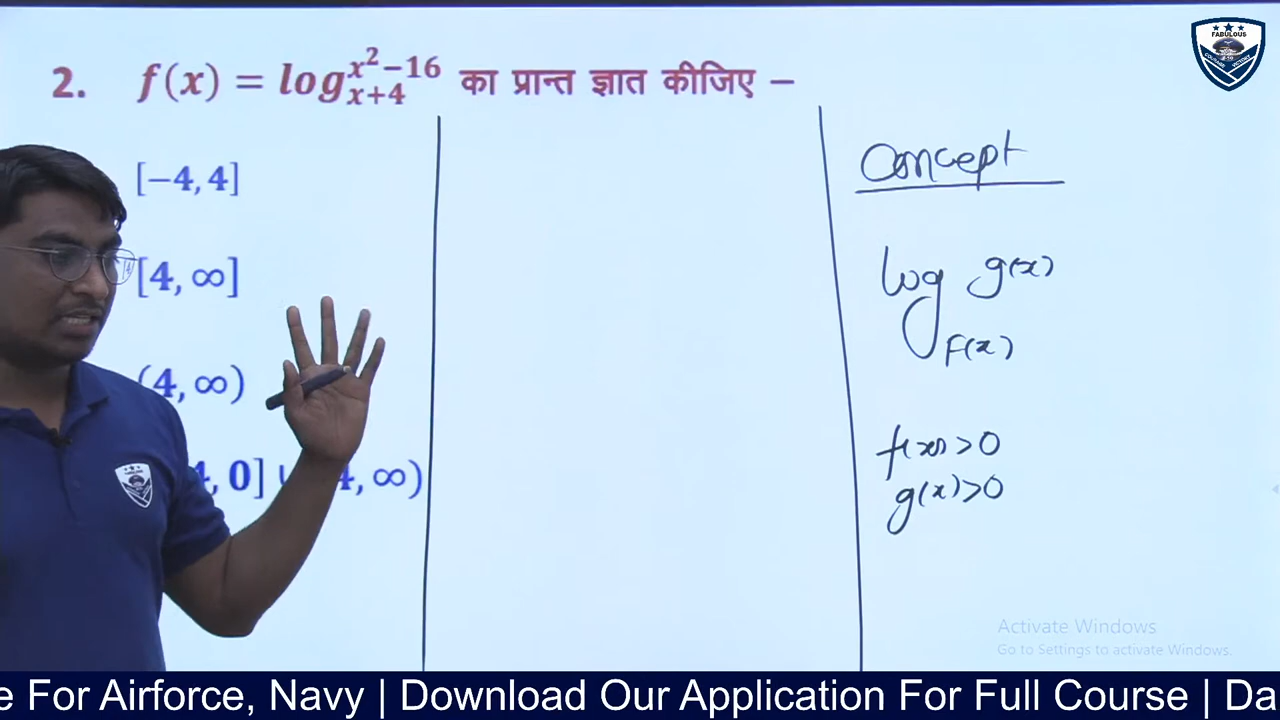 FABULOUS
2. f(x) = log_{x+4}^{x²-16} का प्रान्त ज्ञात कीजिए –
[−4, 4]
[4, ∞]
(4, ∞)
4, 0] 4, ∞)
Concept
log g(x)
f(x)
f(x) > 0
g(x) > 0
Activate Windows
Go to Settings to activate Windows.
e For Airforce, Navy | Download Our Application For Full Course | Da